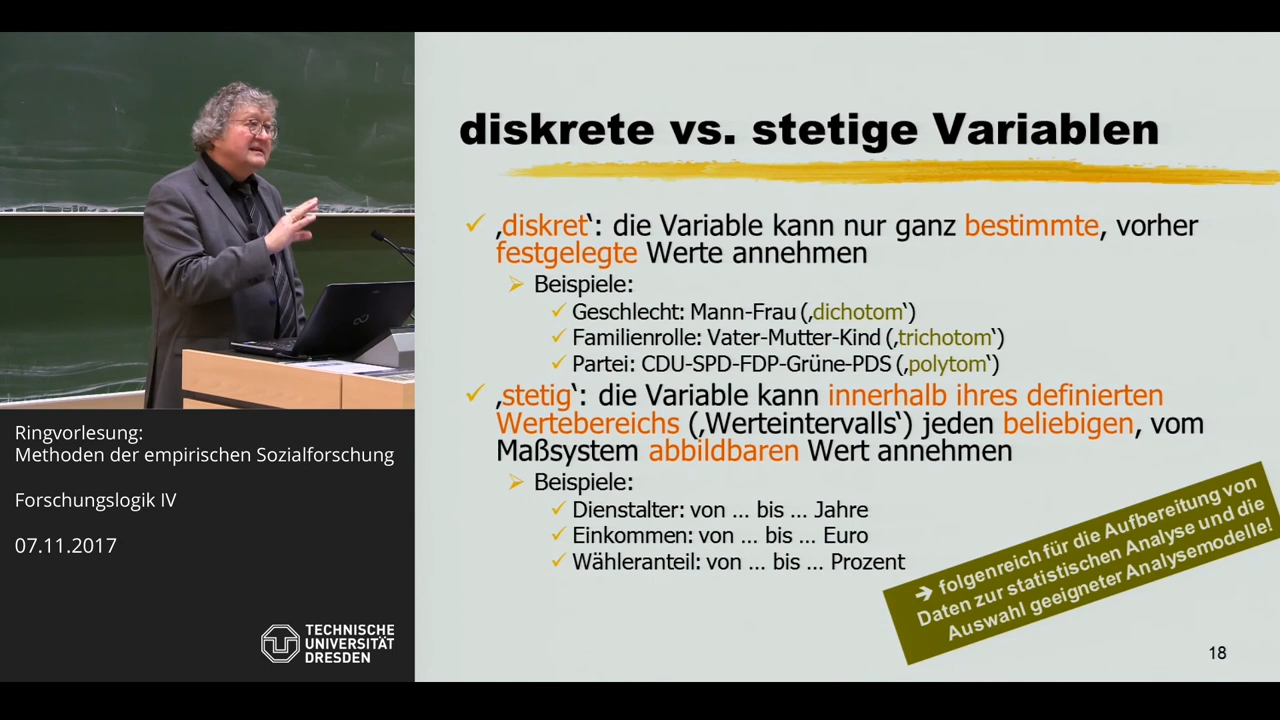 diskrete vs. stetige Variablen
‚diskret‘: die Variable kann nur ganz bestimmte, vorher
festgelegte Werte annehmen
Beispiele:
Geschlecht: Mann-Frau (‚dichotom‘)
Familienrolle: Vater-Mutter-Kind (‚trichotom‘)
Partei: CDU-SPD-FDP-Grüne-PDS (‚polytom‘)
‚stetig‘: die Variable kann innerhalb ihres definierten
Wertebereichs (‚Werteintervalls‘) jeden beliebigen, vom
Maßsystem abbildbaren Wert annehmen
Beispiele:
Dienstalter: von ... bis ... Jahre
Einkommen: von ... bis ... Euro
Wähleranteil: von ... bis ... Prozent
➔ folgenreich für die Aufbereitung von
Daten zur statistischen Analyse und die
Auswahl geeigneter Analysemodelle!
18
Ringvorlesung:
Methoden der empirischen Sozialforschung
Forschungslogik IV
07.11.2017
TECHNISCHE
UNIVERSITÄT
DRESDEN